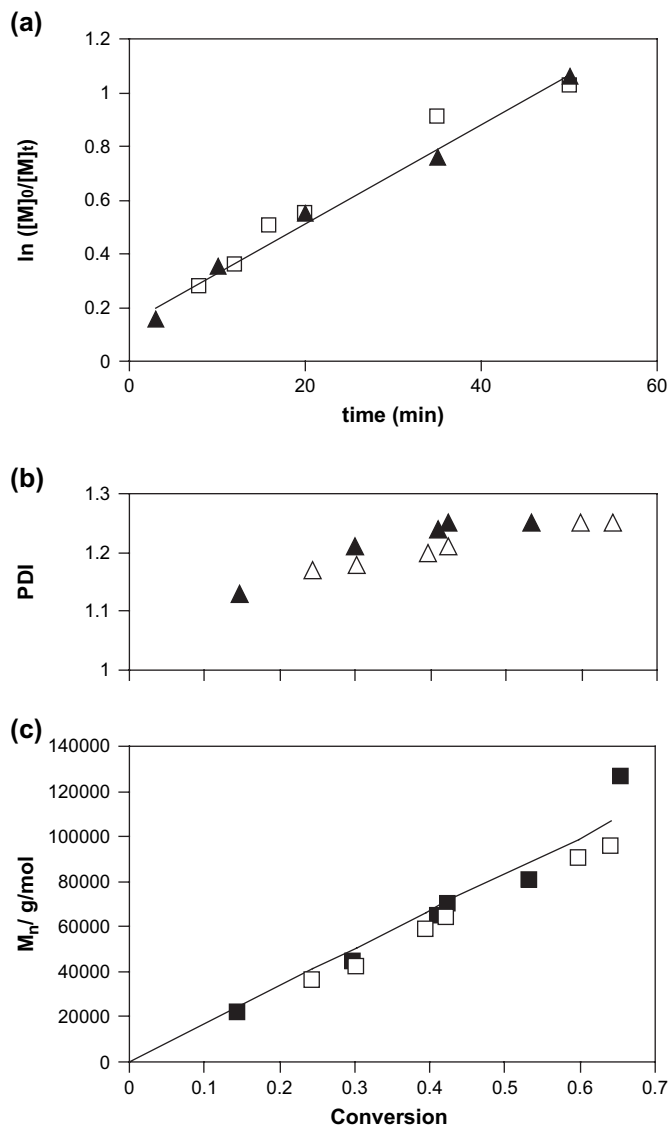 (a)
1.2
1
0.8
0.6
0.4
0.2
0
ln ([M]0/[M]t)
0 20 40 60
time (min)
(b)
1.3
1.2
1.1
1
PDI
(c)
140000
120000
100000
80000
60000
40000
20000
0
Mn/ g/mol
0 0.1 0.2 0.3 0.4 0.5 0.6 0.7
Conversion